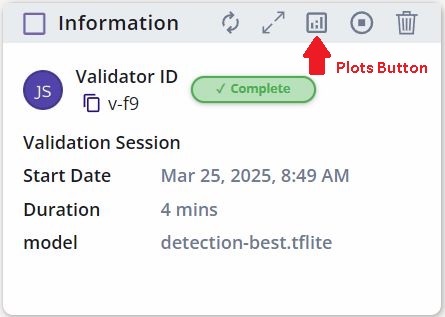 Information
Plots Button
JS
Validator ID
v-f9
✓ Complete
Validation Session
Start Date Mar 25, 2025, 8:49 AM
Duration 4 mins
model detection-best.tflite